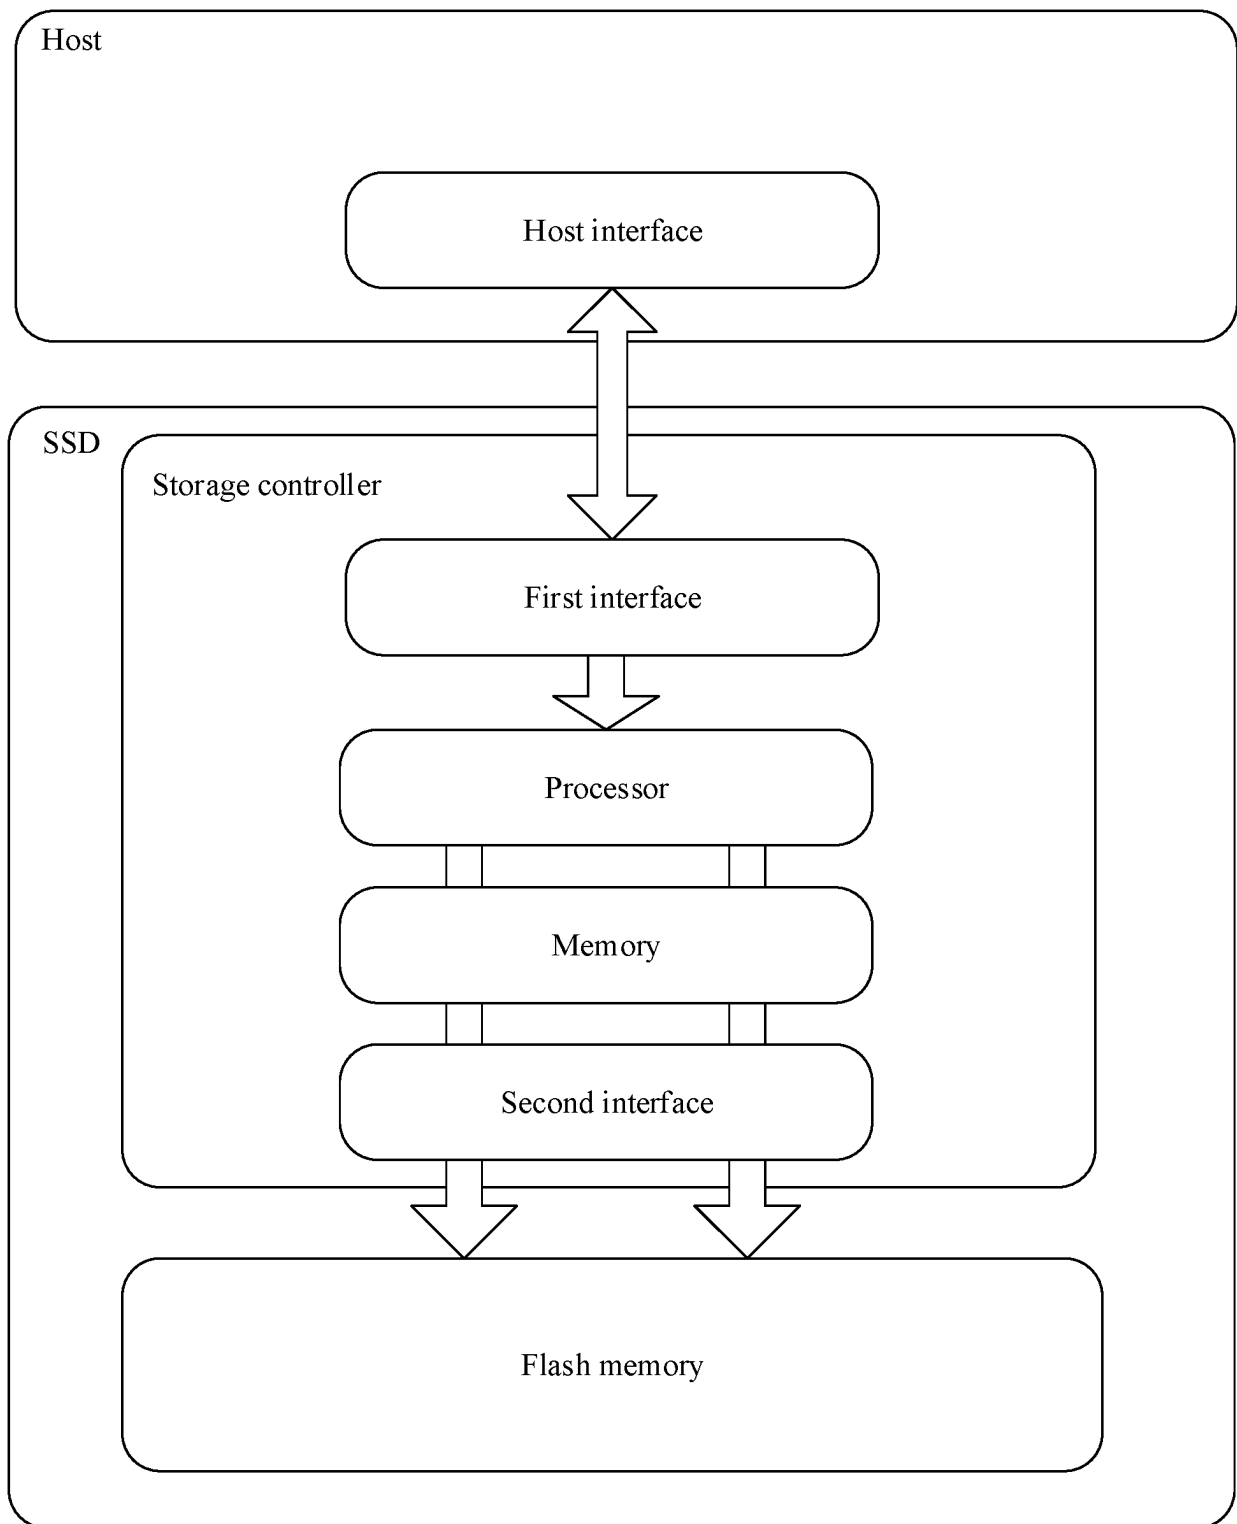 Host
Host interface
SSD
Storage controller
First interface
Processor
Memory
Second interface
Flash memory